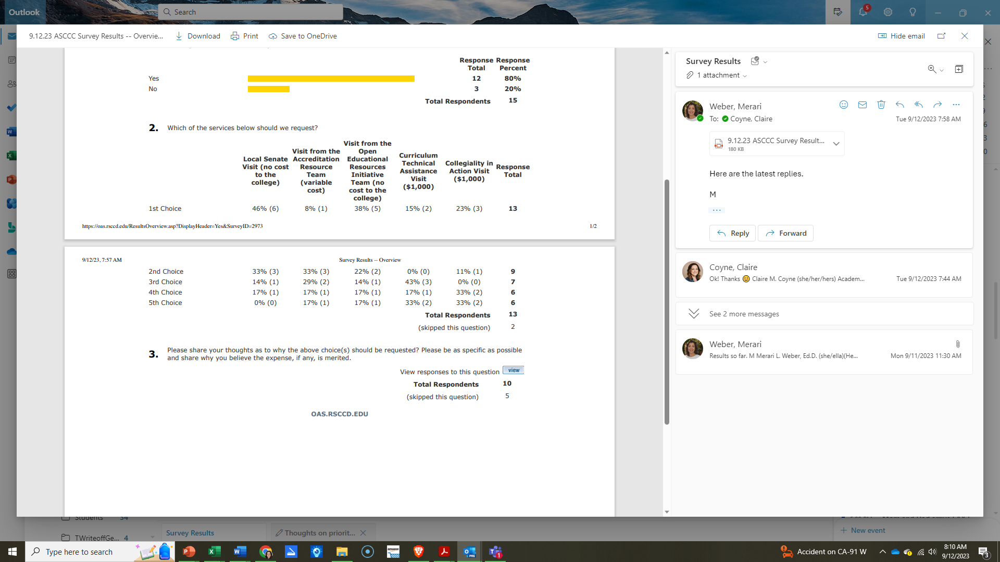 Outlook
Search
5
9.12.23 ASCCC Survey Results -- Overvie...
Download
Print
Save to OneDrive
Hide email
Response Response
Total Percent
Yes 12 80%
No 3 20%
Total Respondents 15
2. Which of the services below should we request?
Local Senate Visit (no cost to the college)
Visit from the Accreditation Resource Team (variable cost)
Visit from the Open Educational Resources Initiative Team (no cost to the college)
Curriculum Technical Assistance Visit ($1,000)
Collegiality in Action Visit ($1,000)
Response Total
1st Choice 46% (6) 8% (1) 38% (5) 15% (2) 23% (3) 13
https://oas.rsccd.edu/ResultsOverview.asp?DisplayHeader=Yes&SurveyID=2973 1/2
9/12/23, 7:57 AM Survey Results -- Overview
2nd Choice 33% (3) 33% (3) 22% (2) 0% (0) 11% (1) 9
3rd Choice 14% (1) 29% (2) 14% (1) 43% (3) 0% (0) 7
4th Choice 17% (1) 17% (1) 17% (1) 17% (1) 33% (2) 6
5th Choice 0% (0) 17% (1) 17% (1) 33% (2) 33% (2) 6
Total Respondents 13
(skipped this question) 2
3. Please share your thoughts as to why the above choice(s) should be requested? Please be as specific as possible
and share why you believe the expense, if any, is merited.
View responses to this question view
Total Respondents 10
(skipped this question) 5
OAS.RSCCD.EDU
Survey Results
1 attachment
Weber, Merari
To: Coyne, Claire
Tue 9/12/2023 7:58 AM
9.12.23 ASCCC Survey Result...
180 KB
Here are the latest replies.
M
...
Reply
Forward
Coyne, Claire
Ok! Thanks 🙂 Claire M. Coyne (she/her/hers) Academ... Tue 9/12/2023 7:44 AM
See 2 more messages
Weber, Merari
Results so far. M Merari L. Weber, Ed.D. (she/ella)(He... Mon 9/11/2023 11:30 AM
Students 34
TWriteoffGe... 4
Survey Results
Thoughts on priorit...
New event
Type here to search
amazon
PRE
1
Accident on CA-91 W
8:10 AM
9/12/2023
3